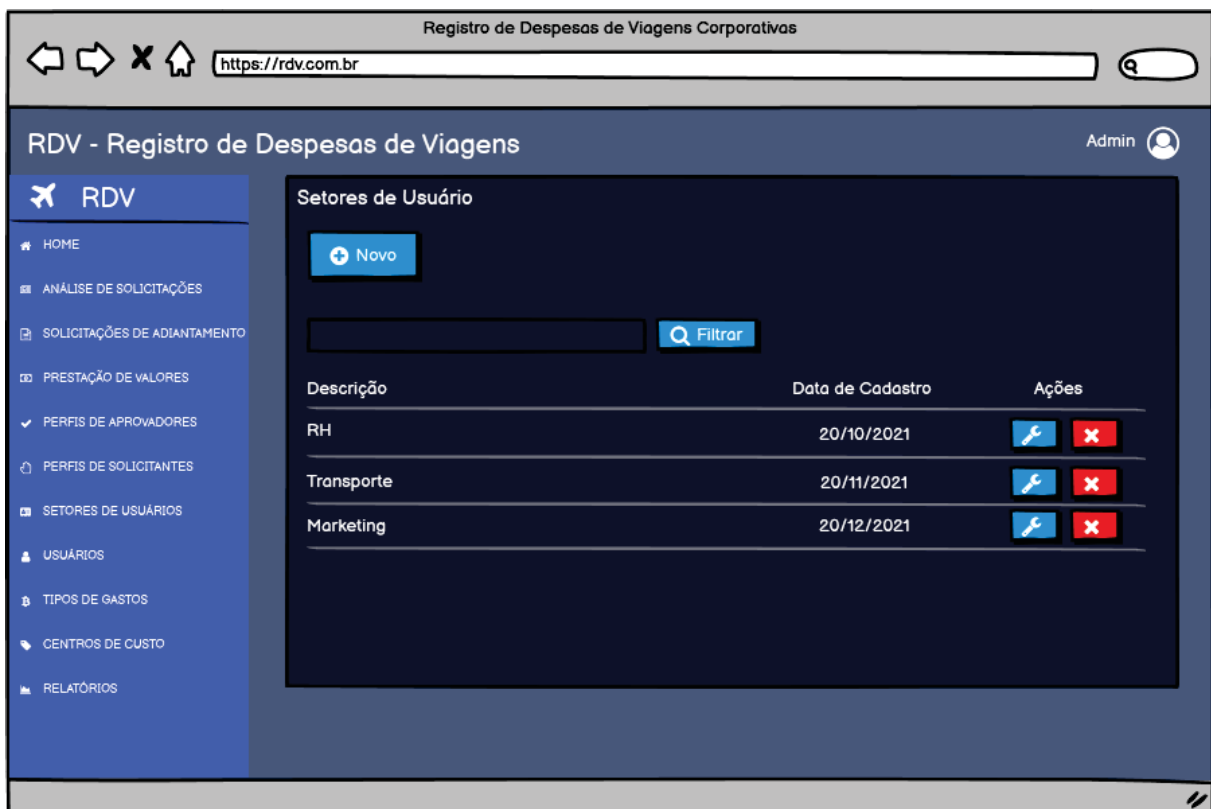 Registro de Despesas de Viagens Corporativas
https://rdv.com.br
RDV - Registro de Despesas de Viagens
Admin
RDV
HOME
ANÁLISE DE SOLICITAÇÕES
SOLICITAÇÕES DE ADIANTAMENTO
PRESTAÇÃO DE VALORES
PERFIS DE APROVADORES
PERFIS DE SOLICITANTES
SETORES DE USUÁRIOS
USUÁRIOS
TIPOS DE GASTOS
CENTROS DE CUSTO
RELATÓRIOS
Setores de Usuário
Novo
Filtrar
Descrição Data de Cadastro Ações
RH 20/10/2021
Transporte 20/11/2021
Marketing 20/12/2021